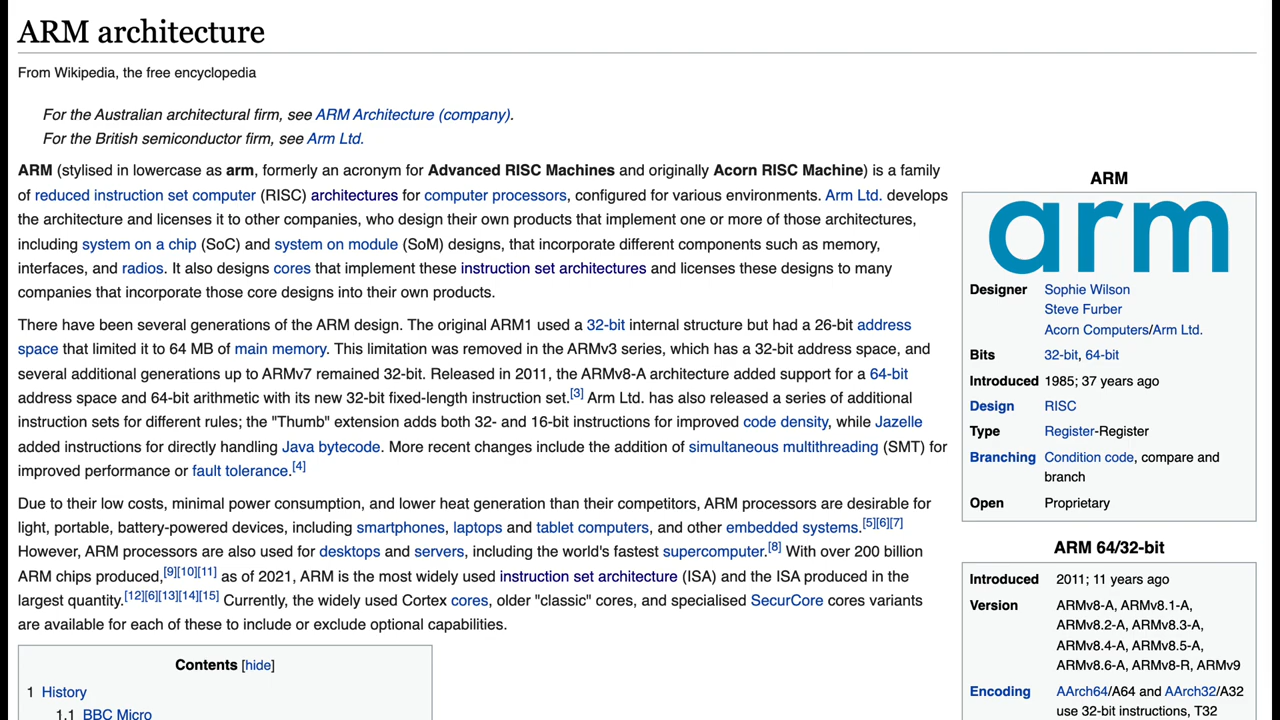 ARM architecture
From Wikipedia, the free encyclopedia
For the Australian architectural firm, see ARM Architecture (company).
For the British semiconductor firm, see Arm Ltd.
ARM (stylised in lowercase as arm, formerly an acronym for Advanced RISC Machines and originally Acorn RISC Machine) is a family
of reduced instruction set computer (RISC) architectures for computer processors, configured for various environments. Arm Ltd. develops
the architecture and licenses it to other companies, who design their own products that implement one or more of those architectures,
including system on a chip (SoC) and system on module (SoM) designs, that incorporate different components such as memory,
interfaces, and radios. It also designs cores that implement these instruction set architectures and licenses these designs to many
companies that incorporate those core designs into their own products.
There have been several generations of the ARM design. The original ARM1 used a 32-bit internal structure but had a 26-bit address
space that limited it to 64 MB of main memory. This limitation was removed in the ARMv3 series, which has a 32-bit address space, and
several additional generations up to ARMv7 remained 32-bit. Released in 2011, the ARMv8-A architecture added support for a 64-bit
address space and 64-bit arithmetic with its new 32-bit fixed-length instruction set.[3] Arm Ltd. has also released a series of additional
instruction sets for different rules; the "Thumb" extension adds both 32- and 16-bit instructions for improved code density, while Jazelle
added instructions for directly handling Java bytecode. More recent changes include the addition of simultaneous multithreading (SMT) for
improved performance or fault tolerance.[4]
Due to their low costs, minimal power consumption, and lower heat generation than their competitors, ARM processors are desirable for
light, portable, battery-powered devices, including smartphones, laptops and tablet computers, and other embedded systems.[5][6][7]
However, ARM processors are also used for desktops and servers, including the world's fastest supercomputer.[8] With over 200 billion
ARM chips produced,[9][10][11] as of 2021, ARM is the most widely used instruction set architecture (ISA) and the ISA produced in the
largest quantity.[12][6][13][14][15] Currently, the widely used Cortex cores, older "classic" cores, and specialised SecurCore cores variants
are available for each of these to include or exclude optional capabilities.
Contents [hide]
1 History
1.1 BBC Micro
ARM
arm
Designer Sophie Wilson
Steve Furber
Acorn Computers/Arm Ltd.
Bits 32-bit, 64-bit
Introduced 1985; 37 years ago
Design RISC
Type Register-Register
Branching Condition code, compare and
branch
Open Proprietary
ARM 64/32-bit
Introduced 2011; 11 years ago
Version ARMv8-A, ARMv8.1-A,
ARMv8.2-A, ARMv8.3-A,
ARMv8.4-A, ARMv8.5-A,
ARMv8.6-A, ARMv8-R, ARMv9
Encoding AArch64/A64 and AArch32/A32
use 32-bit instructions, T32